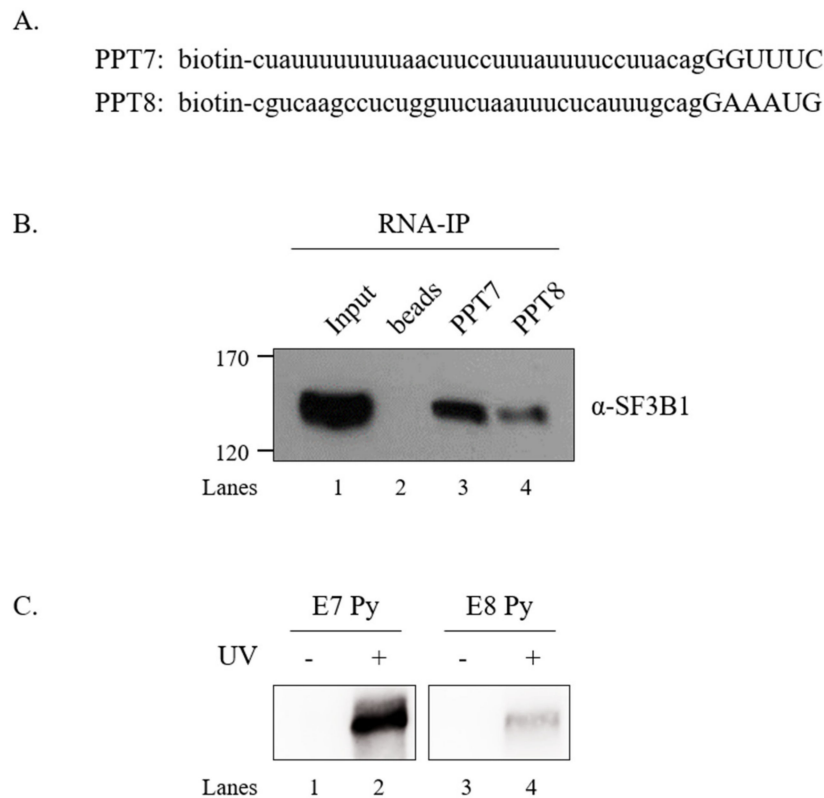 A.
PPT7: biotin-cuauuuuuuuuaacuuccuuuauuuuccuuacagGGUUUC
PPT8: biotin-cgucaagccucugguucuaauuucucauuugcagGAAAUG
B.
RNA-IP
Input beads PPT7 PPT8
170
α-SF3B1
120
Lanes 1 2 3 4
C.
E7 Py E8 Py
UV - + - +
Lanes 1 2 3 4